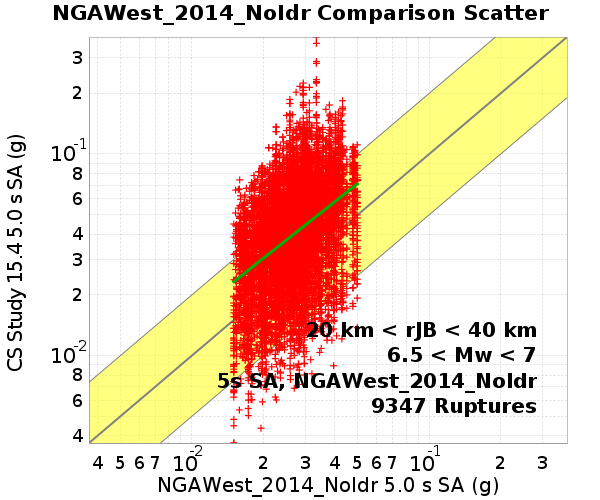 NGAWest_2014_NoIdr Comparison Scatter
CS Study 15.4 5.0 s SA (g)
3
2
10-1
8
6
4
3
2
10-2
8
6
4
20 km < rJB < 40 km
6.5 < Mw < 7
5s SA, NGAWest_2014_NoIdr
9347 Ruptures
4 5 6 7 10-2 2 3 4 5 6 7 10-1 2 3
NGAWest_2014_NoIdr 5.0 s SA (g)